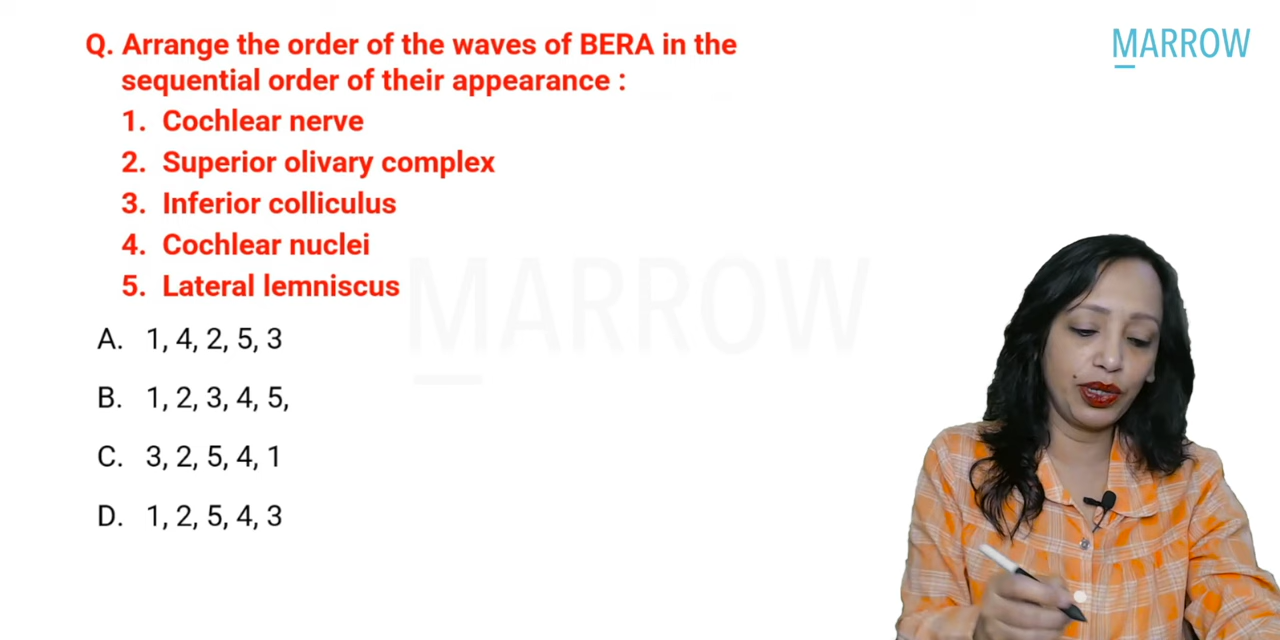 Q. Arrange the order of the waves of BERA in the
sequential order of their appearance :
1. Cochlear nerve
2. Superior olivary complex
3. Inferior colliculus
4. Cochlear nuclei
5. Lateral lemniscus
A. 1, 4, 2, 5, 3
B. 1, 2, 3, 4, 5,
C. 3, 2, 5, 4, 1
D. 1, 2, 5, 4, 3
MARROW
MARROW